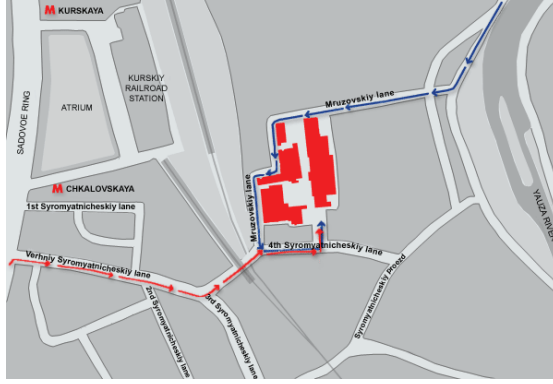 M KURSKAYA
KURSKIY
RAILROAD
STATION
ATRIUM
SADOVOE RING
Mruzovskiy lane
M CHKALOVSKAYA
1st Syromyatnicheskiy lane
Mruzovskiy lane
YAUZA RIVER
4th Syromyatnicheskiy lane
Verhniy Syromyatnicheskiy lane
2nd Syromyatnicheskiy lane
3rd Syromyatnicheskiy lane
Syromyatnicheskiy Proezd